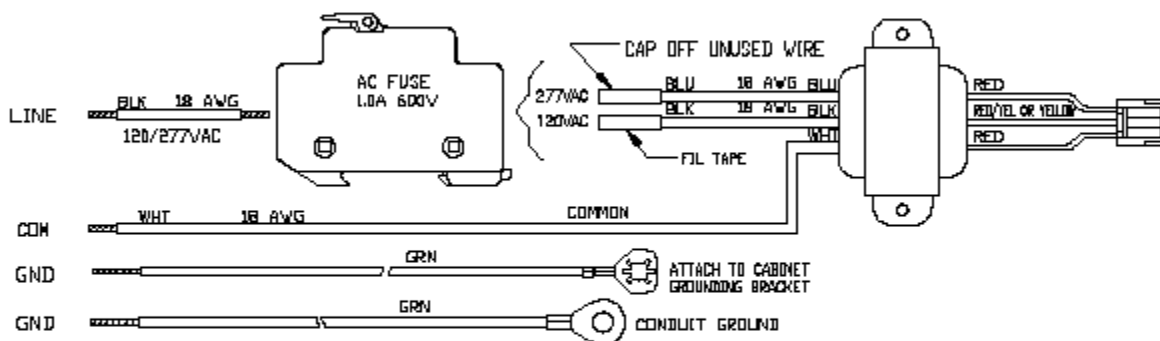 CAP OFF UNUSED WIRE
AC FUSE
1.0A 600V
LINE
BLK 18 AWG
120/277VAC
277VAC
BLU 18 AWG BLU
120VAC
BLK 18 AWG BLK
WHT
FIL TAPE
RED
RED/YEL OR YELLOW
RED
COM
WHT 18 AWG
COMMON
GND
GRN
ATTACH TO CABINET
GROUNDING BRACKET
GND
GRN
CONDUIT GROUND